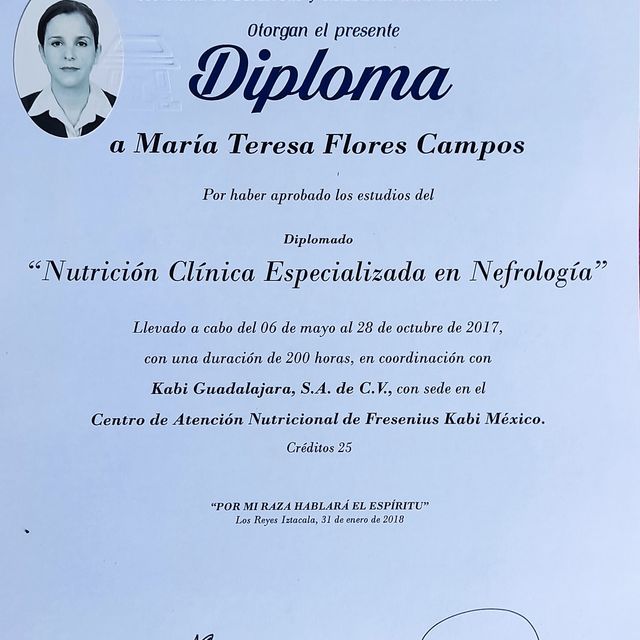 Otorgan el presente
Diploma
a María Teresa Flores Campos
Por haber aprobado los estudios del
Diplomado
“Nutrición Clínica Especializada en Nefrología”
Llevado a cabo del 06 de mayo al 28 de octubre de 2017,
con una duración de 200 horas, en coordinación con
Kabi Guadalajara, S.A. de C.V., con sede en el
Centro de Atención Nutricional de Fresenius Kabi México.
Créditos 25
“POR MI RAZA HABLARÁ EL ESPÍRITU”
Los Reyes Iztacala, 31 de enero de 2018